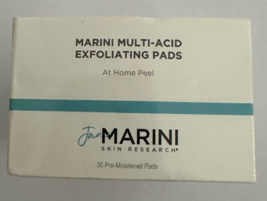 MARINI MULTI-ACID
EXFOLIATING PADS
At Home Peel
Jan MARINI
SKIN RESEARCH®
30 Pre-Moistened Pads